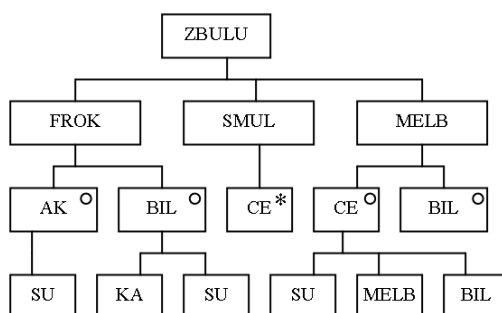 ZBULU
FROK SMUL MELB
AK BIL CE* CE BIL
SU KA SU SU MELB BIL